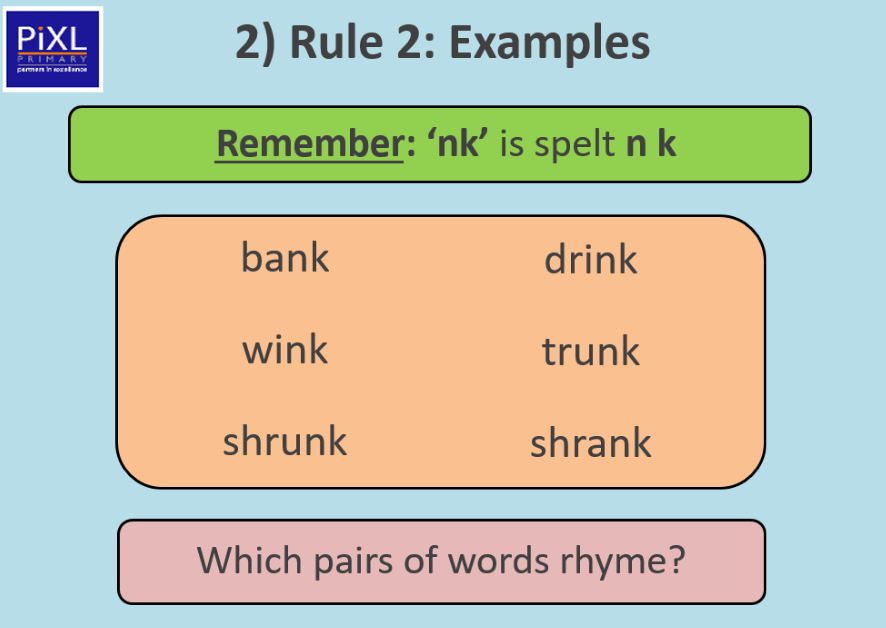 PiXL
PRIMARY
partners in excellence
2) Rule 2: Examples
Remember: ‘nk’ is spelt n k
bank drink
wink trunk
shrunk shrank
Which pairs of words rhyme?